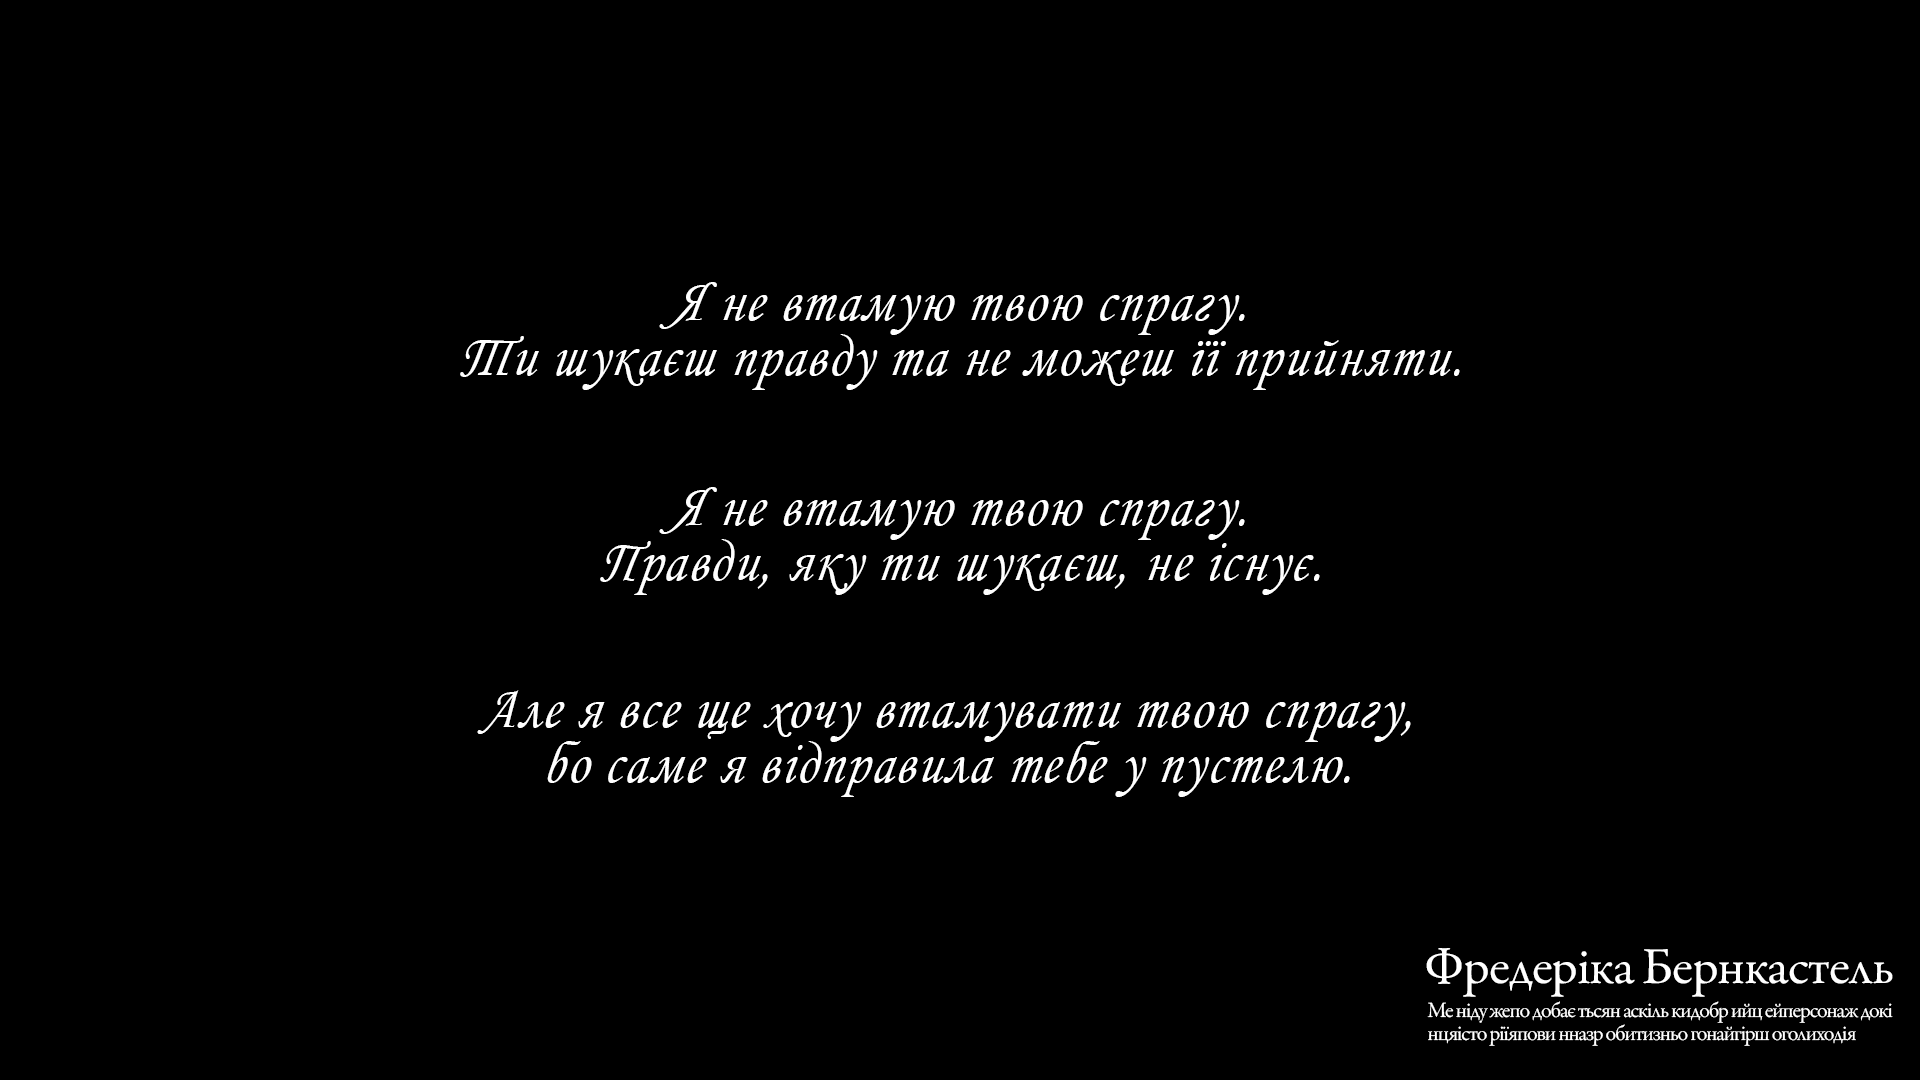 Я не втамую твою спрагу.
Ти шукаєш правду та не можеш її прийняти.
Я не втамую твою спрагу.
Правди, яку ти шукаєш, не існує.
Але я все ще хочу втамувати твою спрагу,
бо саме я відправила тебе у пустелю.
Фредеріка Бернкастель
Ме ніду жепо добає тьсян аскіль кидобр ийц ейперсонаж докі
нцяісто ріїяпови нназр обитизньо гонайгірш оголиходія